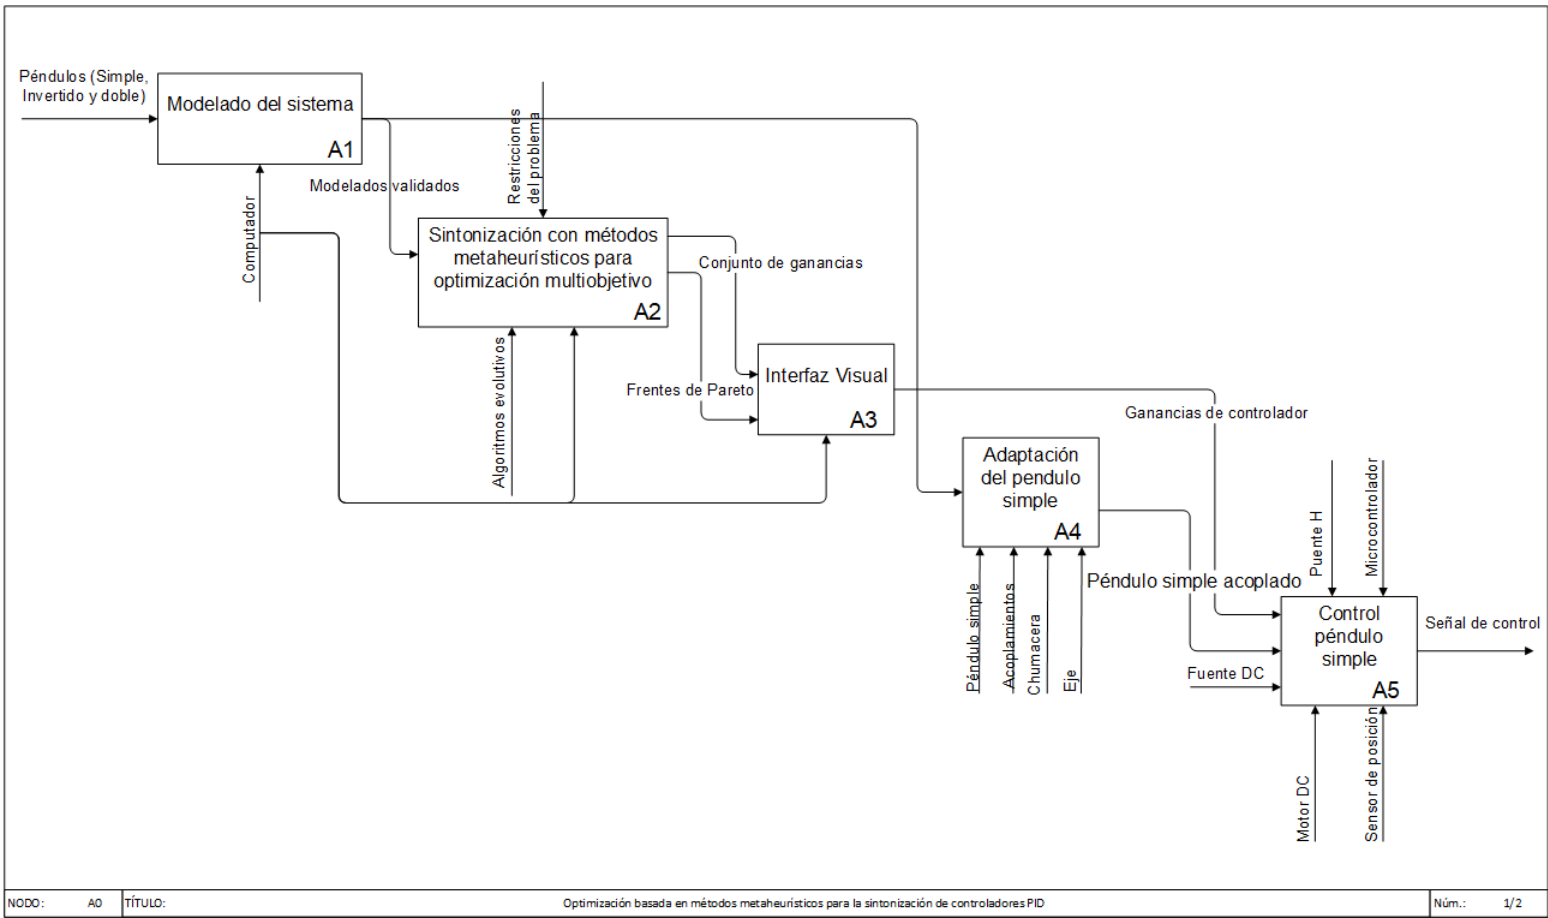 Péndulos (Simple,
Invertido y doble)
Modelado del sistema
A1
Restricciones
del problema
Modelados validados
Computador
Sintonización con métodos
metaheurísticos para
optimización multiobjetivo
A2
Conjunto de ganancias
Algoritmos evolutivos
Frentes de Pareto
Interfaz Visual
A3
Ganancias de controlador
Adaptación
del pendulo
simple
A4
Péndulo simple
Acoplamientos
Chumacera
Eje
Péndulo simple acoplado
Puente H
Microcontrolador
Control
péndulo
simple
A5
Señal de control
Fuente DC
Motor DC
Sensor de posición
NODO: A0 TÍTULO: Optimización basada en métodos metaheurísticos para la sintonización de controladores PID Núm.: 1/2